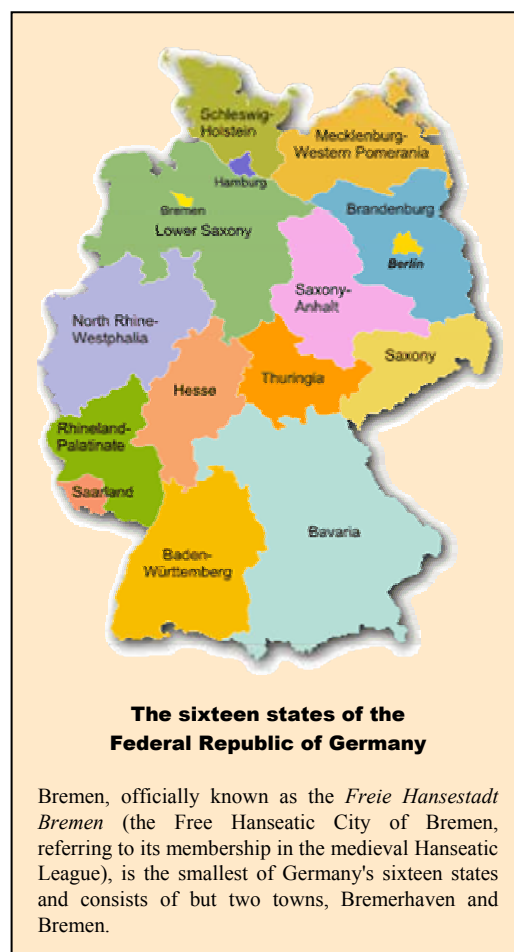 Schleswig-
Holstein
Mecklenburg-
Western Pomerania
Hamburg
Bremen
Lower Saxony
Brandenburg
Berlin
Saxony-
Anhalt
North Rhine-
Westphalia
Hesse
Thuringia
Saxony
Rhineland-
Palatinate
Saarland
Bavaria
Baden-
Württemberg
The sixteen states of the
Federal Republic of Germany
Bremen, officially known as the Freie Hansestadt
Bremen (the Free Hanseatic City of Bremen,
referring to its membership in the medieval Hanseatic
League), is the smallest of Germany's sixteen states
and consists of but two towns, Bremerhaven and
Bremen.